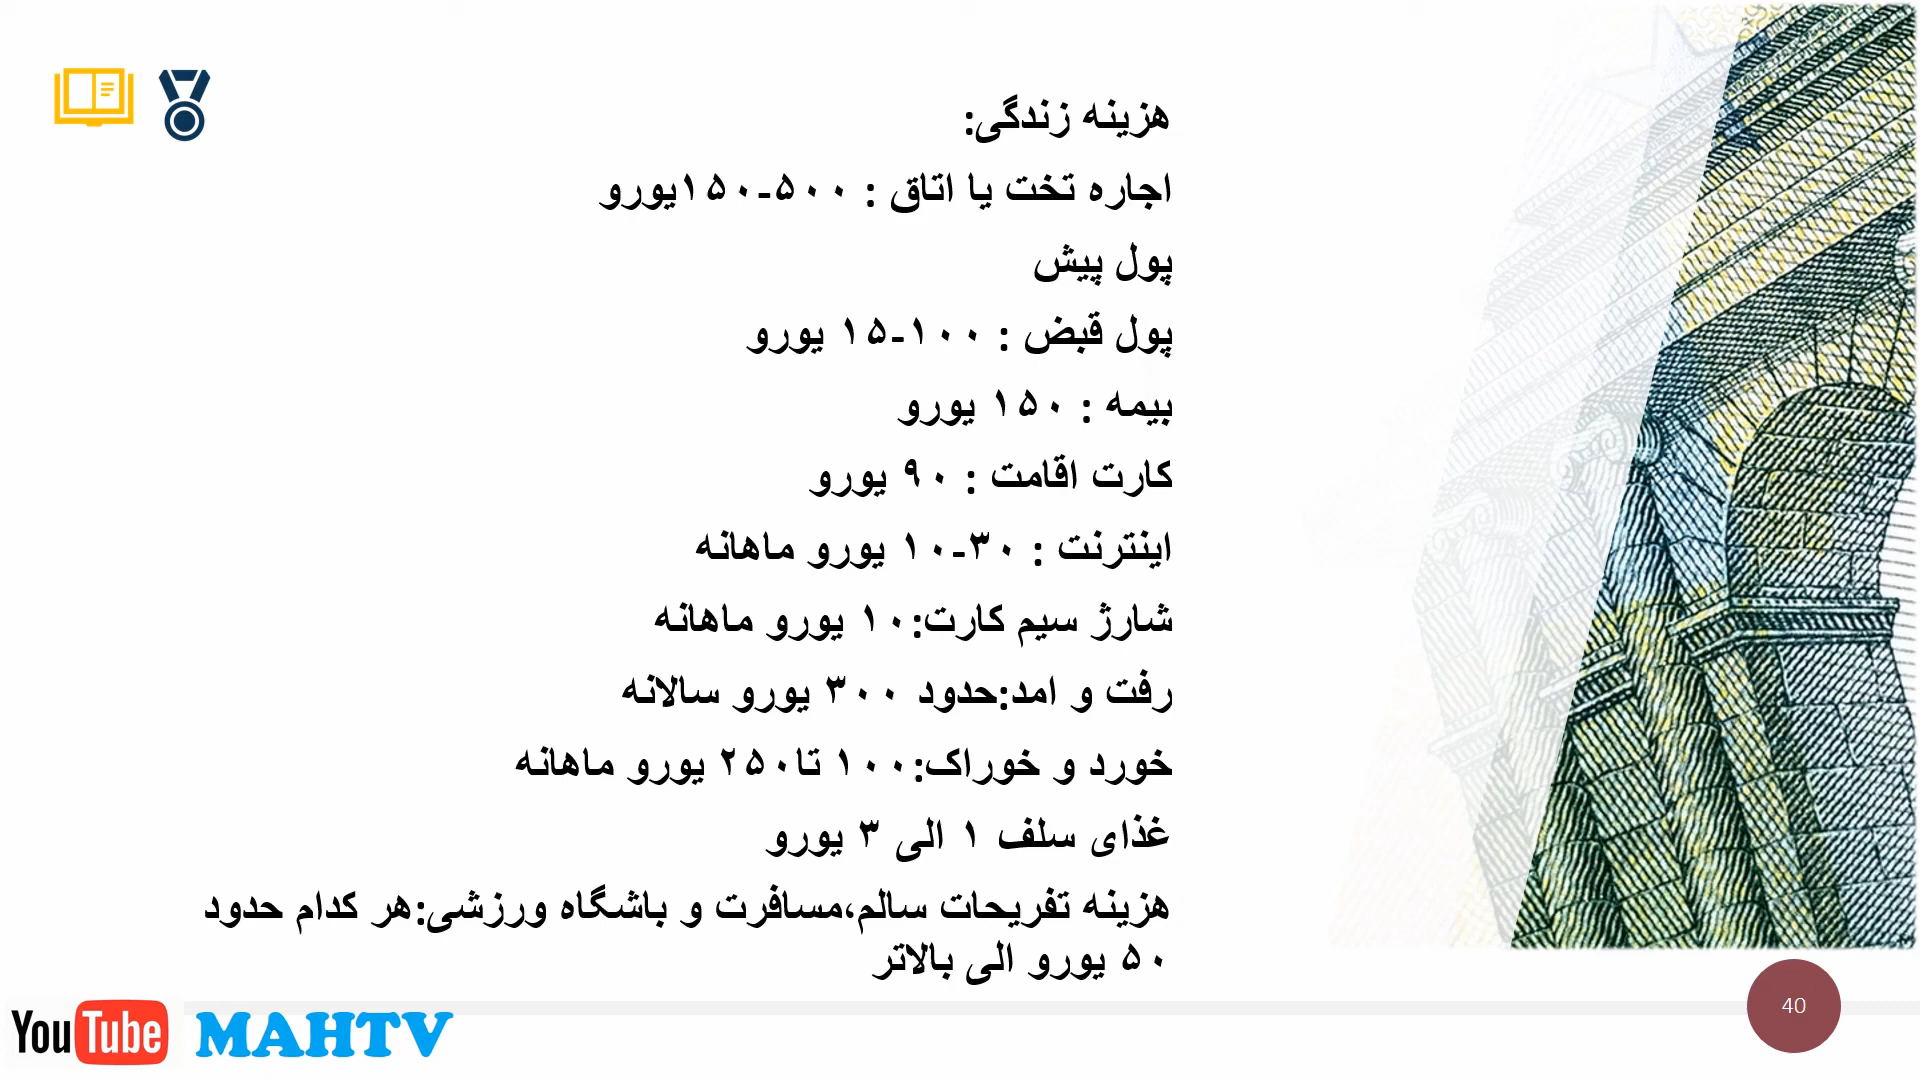 هزینه زندگی:
اجاره تخت یا اتاق : ۵۰۰-۱۵۰یورو
پول پیش
پول قبض : ۱۰۰-۱۵ یورو
بیمه : ۱۵۰ یورو
کارت اقامت : ۹۰ یورو
اینترنت : ۳۰-۱۰ یورو ماهانه
شارژ سیم کارت:۱۰ یورو ماهانه
رفت و امد:حدود ۳۰۰ یورو سالانه
خورد و خوراک:۱۰۰ تا۲۵۰ یورو ماهانه
غذای سلف ۱ الی ۳ یورو
هزینه تفریحات سالم،مسافرت و باشگاه ورزشی:هر کدام حدود
۵۰ یورو الی بالاتر
YouTube MAHTV
40